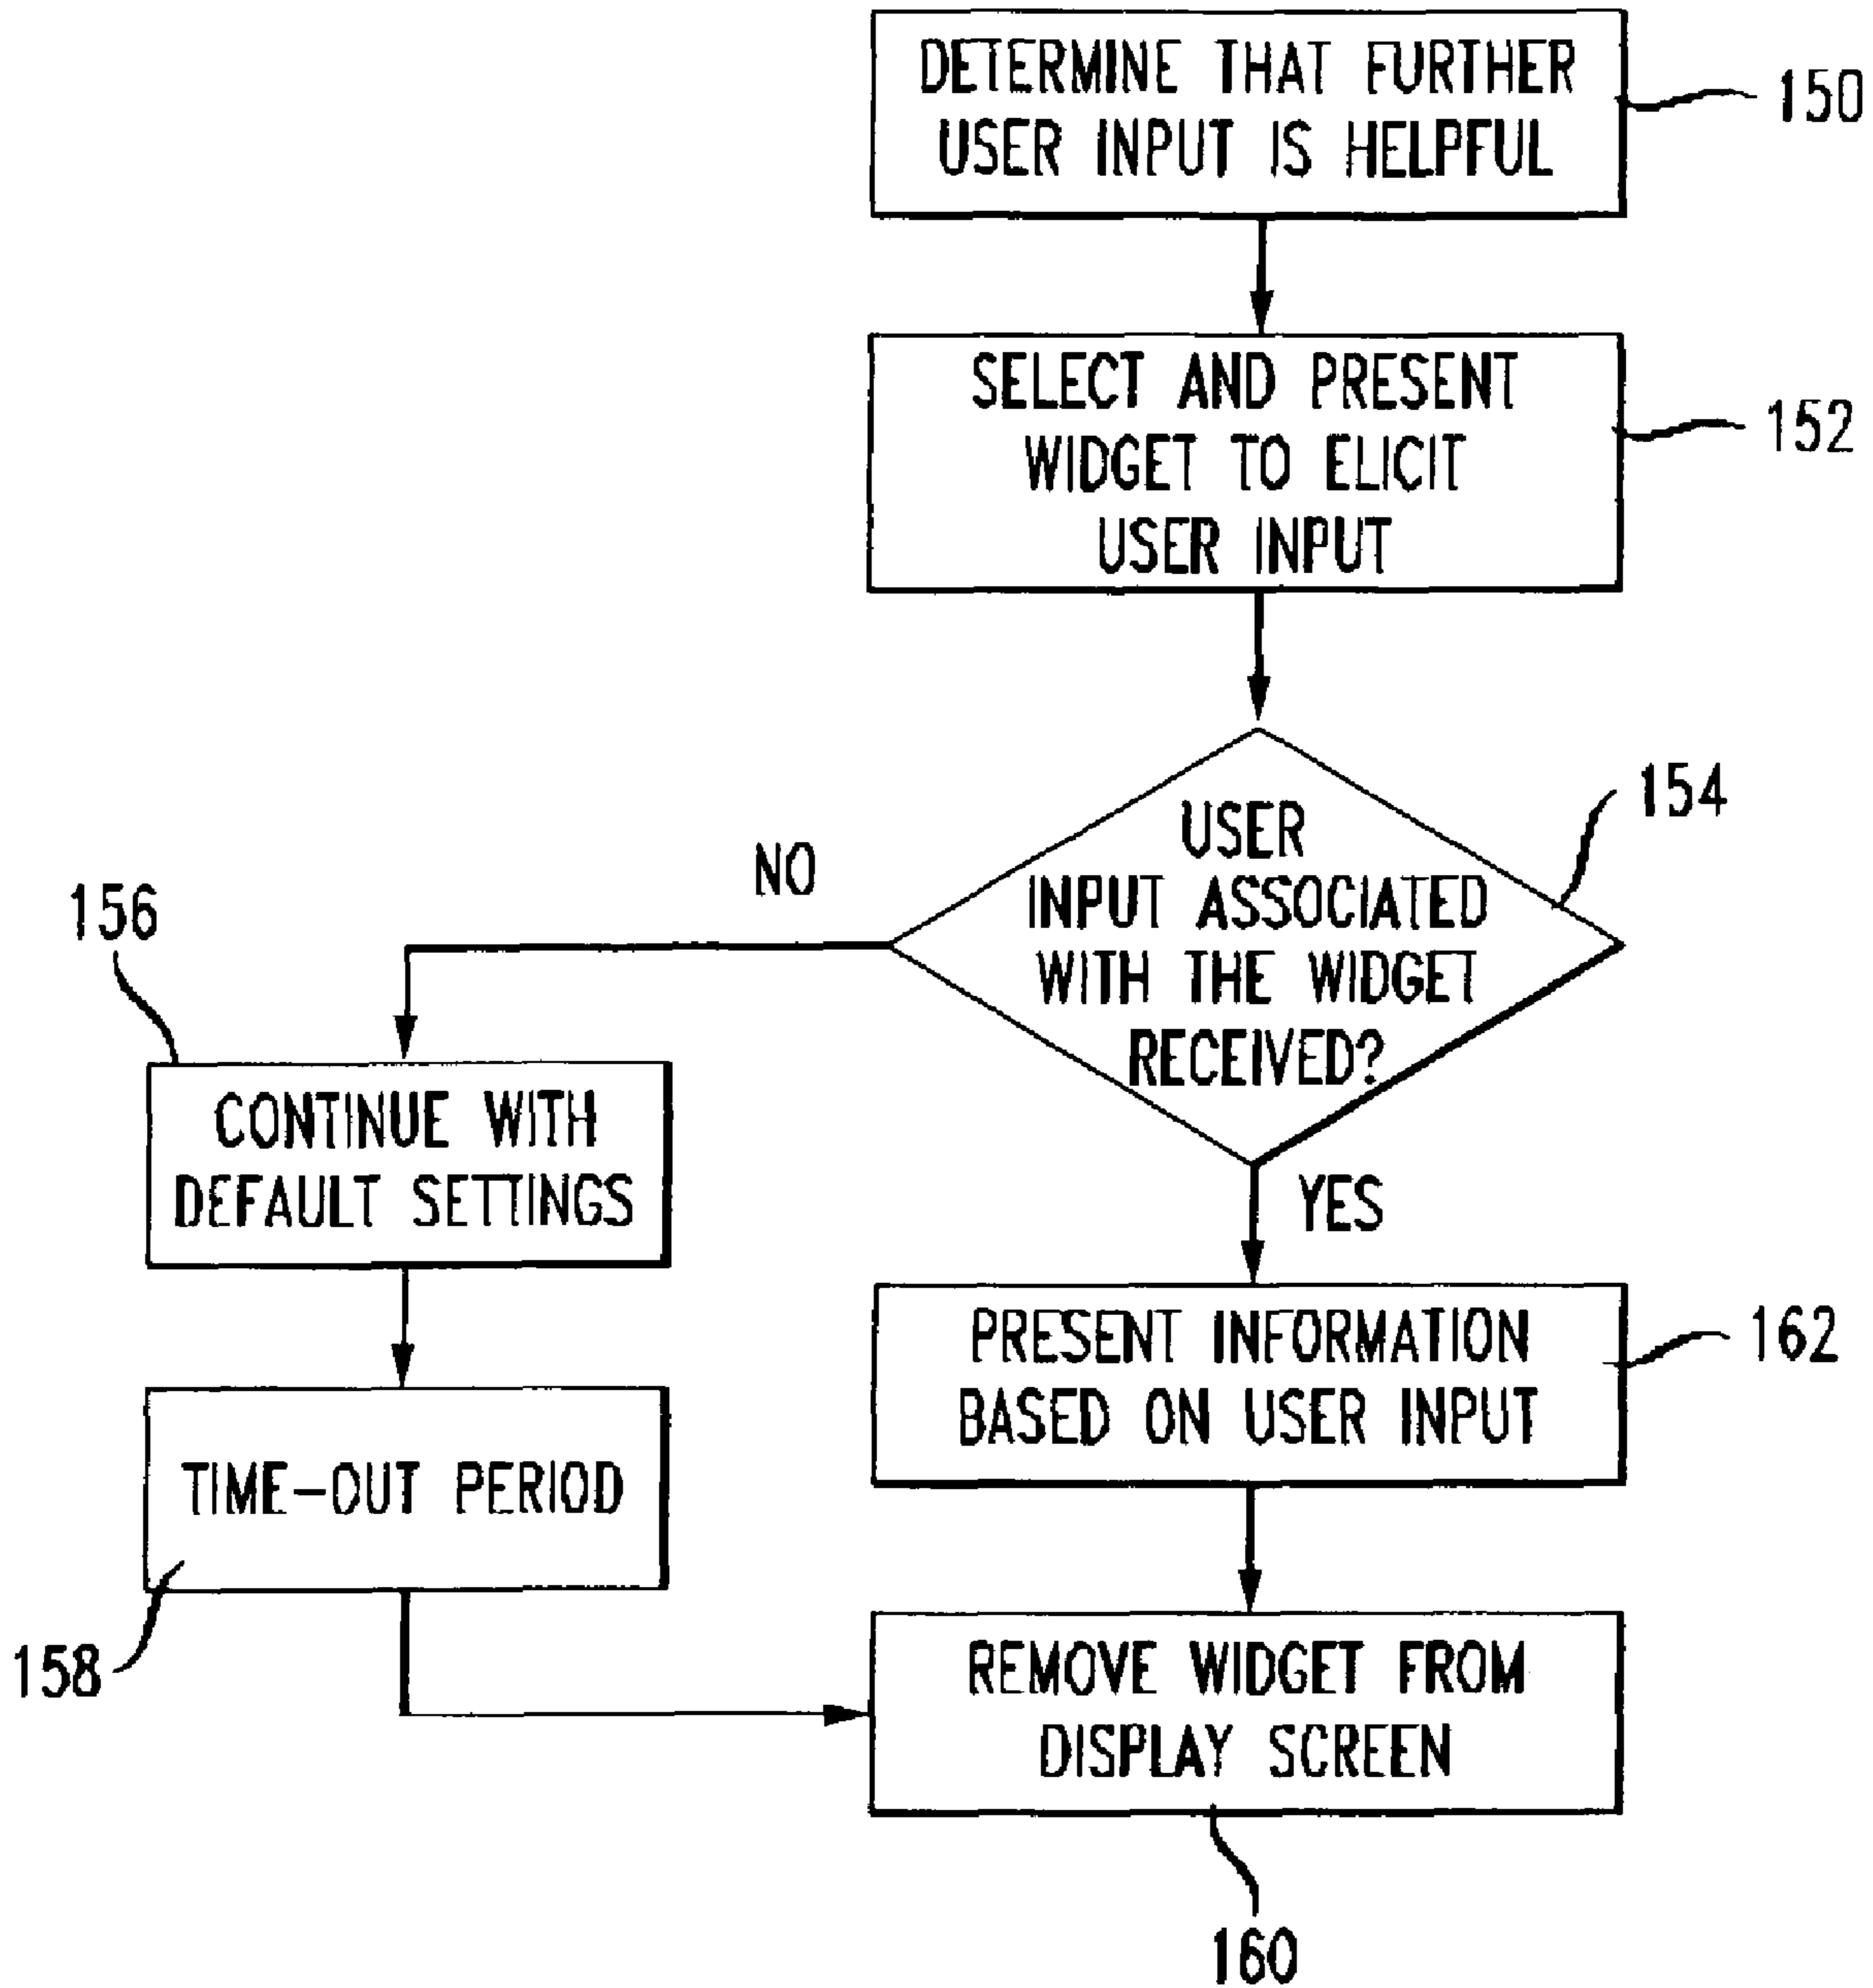 DETERMINE THAT FURTHER
USER INPUT IS HELPFUL
150
SELECT AND PRESENT
WIDGET TO ELICIT
USER INPUT
152
USER
INPUT ASSOCIATED
WITH THE WIDGET
RECEIVED?
154
NO
156
CONTINUE WITH
DEFAULT SETTINGS
YES
PRESENT INFORMATION
BASED ON USER INPUT
162
TIME-OUT PERIOD
158
REMOVE WIDGET FROM
DISPLAY SCREEN
160